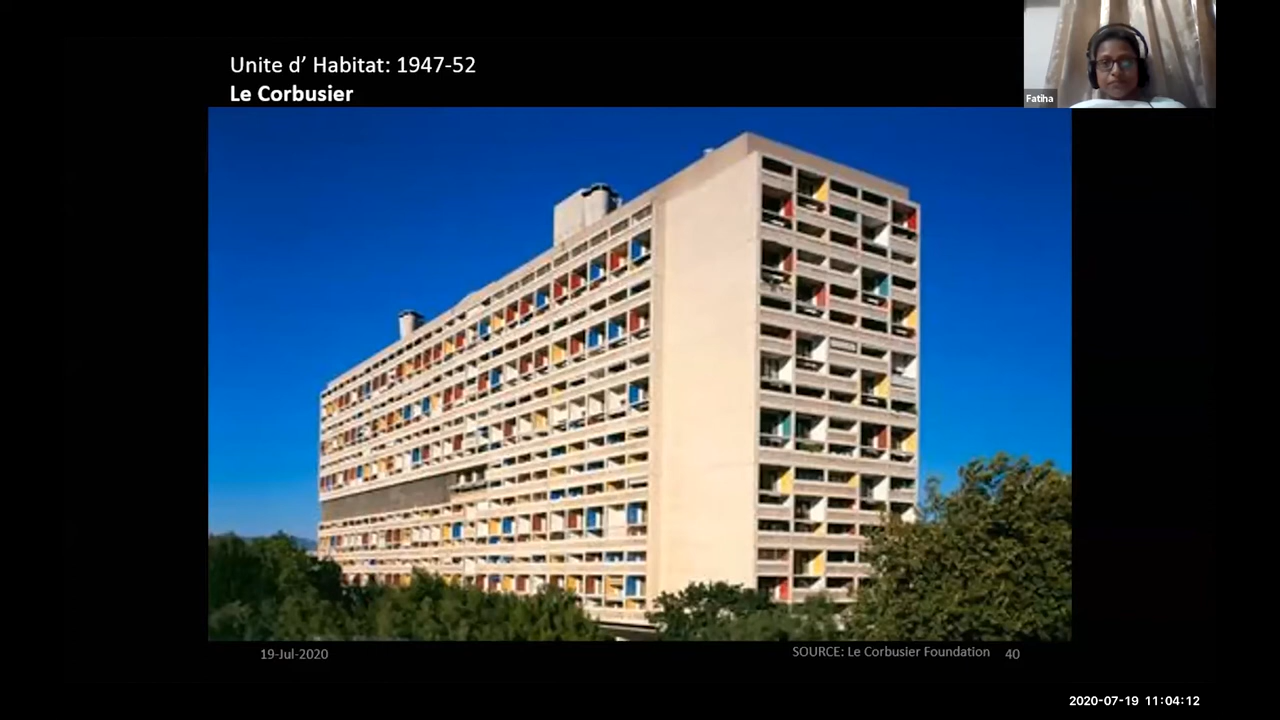 Unite d’ Habitat: 1947-52
Le Corbusier
Fatiha
19-Jul-2020
SOURCE: Le Corbusier Foundation
40
2020-07-19 11:04:12